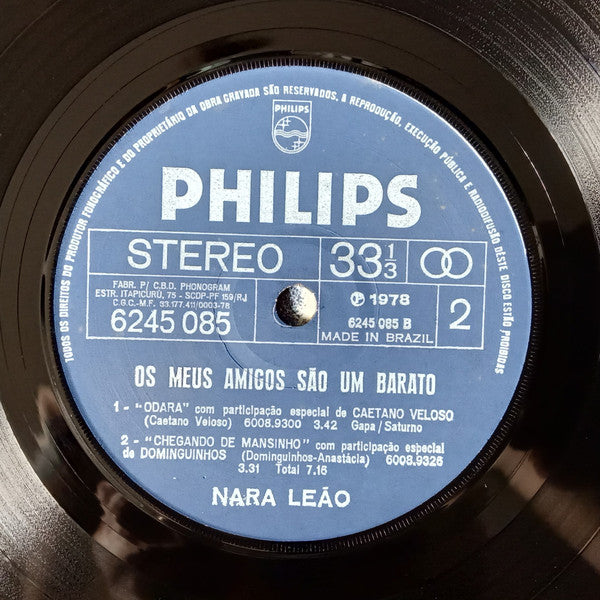 TODOS OS DIREITOS DO PRODUTOR FONOGRÁFICO E DO PROPRIETÁRIO DA OBRA GRAVADA SÃO RESERVADOS. A REPRODUÇÃO, EXECUÇÃO PÚBLICA E RADIODIFUSÃO DESTE DISCO ESTÃO PROIBIDAS
PHILIPS
PHILIPS
STEREO
33 1/3
FABR. P/ C.B.D. PHONOGRAM
ESTR. ITAPICURÚ, 75 - SCDP-PF 159/RJ
C.G.C.-M.F. 33.177.411/0003-78
6245 085
℗ 1978
6245 085 B
MADE IN BRAZIL
2
OS MEUS AMIGOS SÃO UM BARATO
1 - "ODARA" com participação especial de CAETANO VELOSO
(Caetano Veloso) 6008.9300 3.42 Gapa/Saturno
2 - "CHEGANDO DE MANSINHO" com participação especial
de DOMINGUINHOS (Dominguinhos-Anastácia) 6008.9326
3.31 Total 7.16
NARA LEÃO